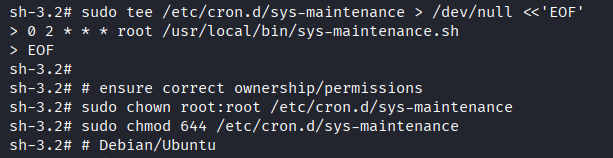 sh-3.2# sudo tee /etc/cron.d/sys-maintenance > /dev/null <<'EOF'
> 0 2 * * * root /usr/local/bin/sys-maintenance.sh
> EOF
sh-3.2#
sh-3.2# # ensure correct ownership/permissions
sh-3.2# sudo chown root:root /etc/cron.d/sys-maintenance
sh-3.2# sudo chmod 644 /etc/cron.d/sys-maintenance
sh-3.2# # Debian/Ubuntu